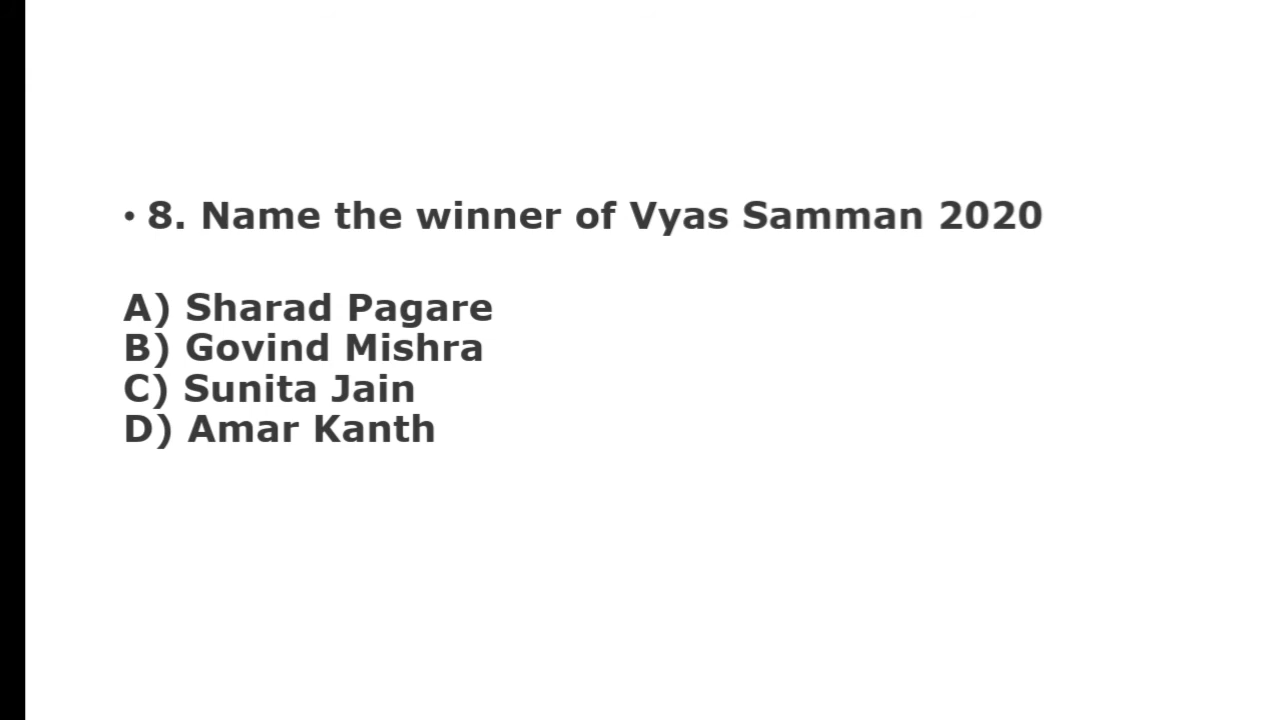 • 8. Name the winner of Vyas Samman 2020
A) Sharad Pagare
B) Govind Mishra
C) Sunita Jain
D) Amar Kanth